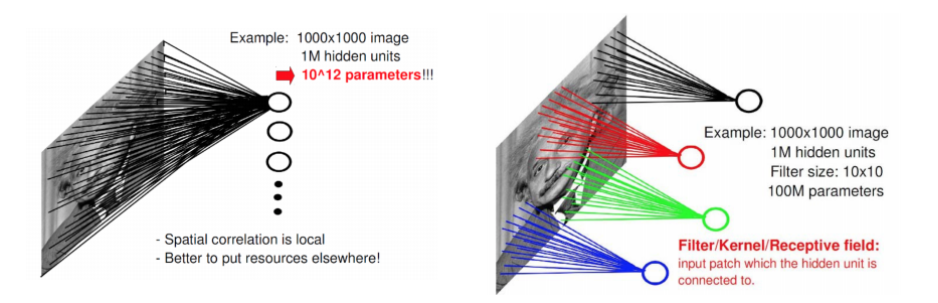 Example: 1000x1000 image
1M hidden units
10^12 parameters!!!
- Spatial correlation is local
- Better to put resources elsewhere!
Example: 1000x1000 image
1M hidden units
Filter size: 10x10
100M parameters
Filter/Kernel/Receptive field:
input patch which the hidden unit is
connected to.